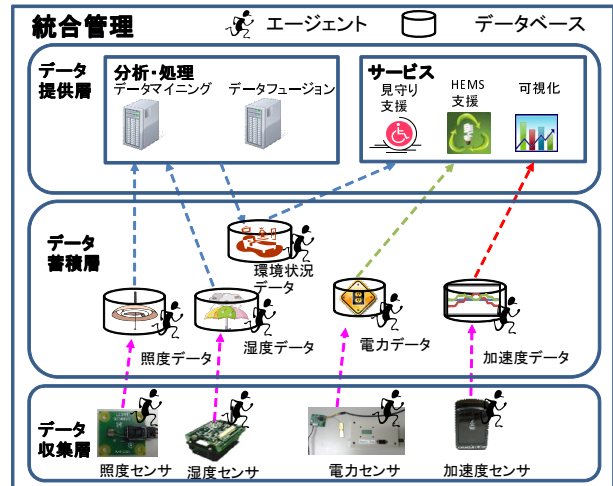 統合管理
エージェント
データベース
データ
提供層
分析・処理
データマイニング
データフュージョン
サービス
見守り
支援
HEMS
支援
可視化
データ
蓄積層
環境状況
データ
照度データ
湿度データ
電力データ
加速度データ
データ
収集層
照度センサ
湿度センサ
電力センサ
加速度センサ